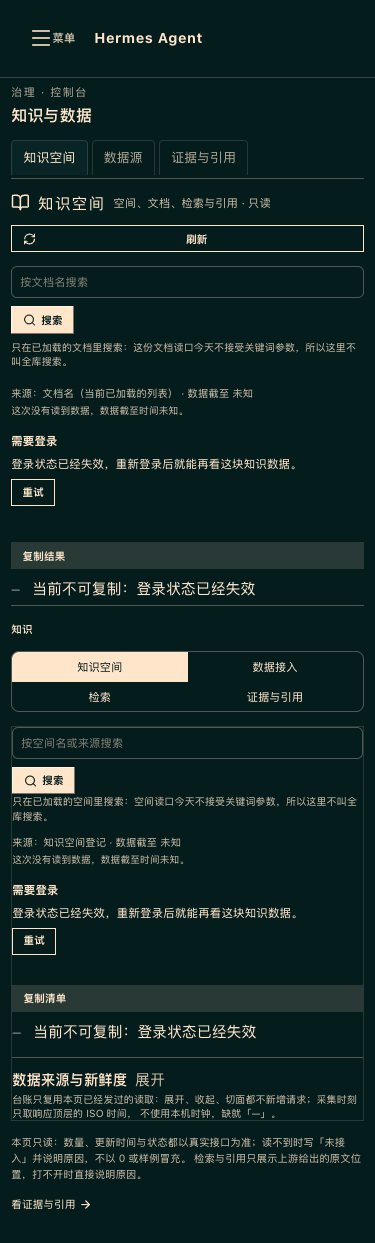 菜单 Hermes Agent
治理 · 控制台
知识与数据
知识空间 数据源 证据与引用
知识空间 空间、文档、检索与引用 · 只读
刷新
按文档名搜索
搜索
只在已加载的文档里搜索：这份文档读口今天不接受关键词参数，所以这里不
叫全库搜索。
来源：文档名（当前已加载的列表） · 数据截至 未知
这次没有读到数据，数据截至时间未知。
需要登录
登录状态已经失效，重新登录后就能再看这块知识数据。
重试
复制结果
— 当前不可复制：登录状态已经失效
知识
知识空间 数据接入
检索 证据与引用
按空间名或来源搜索
搜索
只在已加载的空间里搜索：空间读口今天不接受关键词参数，所以这里不叫全
库搜索。
来源：知识空间登记 · 数据截至 未知
这次没有读到数据，数据截至时间未知。
需要登录
登录状态已经失效，重新登录后就能再看这块知识数据。
重试
复制清单
— 当前不可复制：登录状态已经失效
数据来源与新鲜度 展开
台账只复用本页已经发过的读取：展开、收起、切面都不新增请求；采集时刻
只取响应顶层的 ISO 时间， 不使用本机时钟，缺就「—」。
本页只读：数量、更新时间与状态都以真实接口为准；读不到时写「未接
入」并说明原因，不以 0 或样例冒充。 检索与引用只展示上游给出的原文位
置，打不开时直接说明原因。
看证据与引用 →